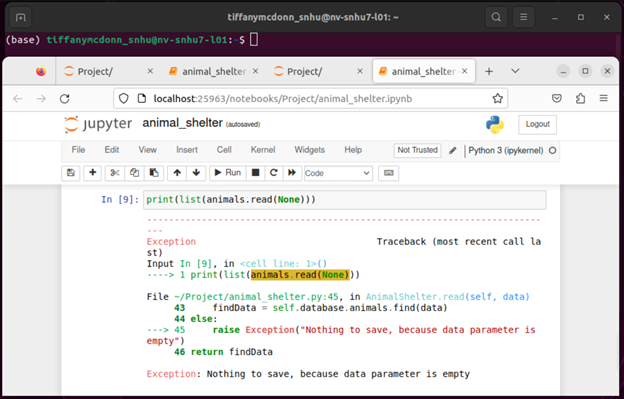 tiffanymcdonn_snhu@nv-snhu7-l01: ~
(base) tiffanymcdonn_snhu@nv-snhu7-l01:~$
Project/
animal_shelter
Project/
animal_shelter
localhost:25963/notebooks/Project/animal_shelter.ipynb
jupyter animal_shelter (autosaved)
Logout
File Edit View Insert Cell Kernel Widgets Help
Not Trusted
Python 3 (ipykernel)
Run
Code
In [9]: print(list(animals.read(None)))
---------------------------------------------------------------------------
Exception Traceback (most recent call la
st)
Input In [9], in <cell line: 1>()
----> 1 print(list(animals.read(None)))
File ~/Project/animal_shelter.py:45, in AnimalShelter.read(self, data)
43 findData = self.database.animals.find(data)
44 else:
---> 45 raise Exception("Nothing to save, because data parameter is
empty")
46 return findData
Exception: Nothing to save, because data parameter is empty